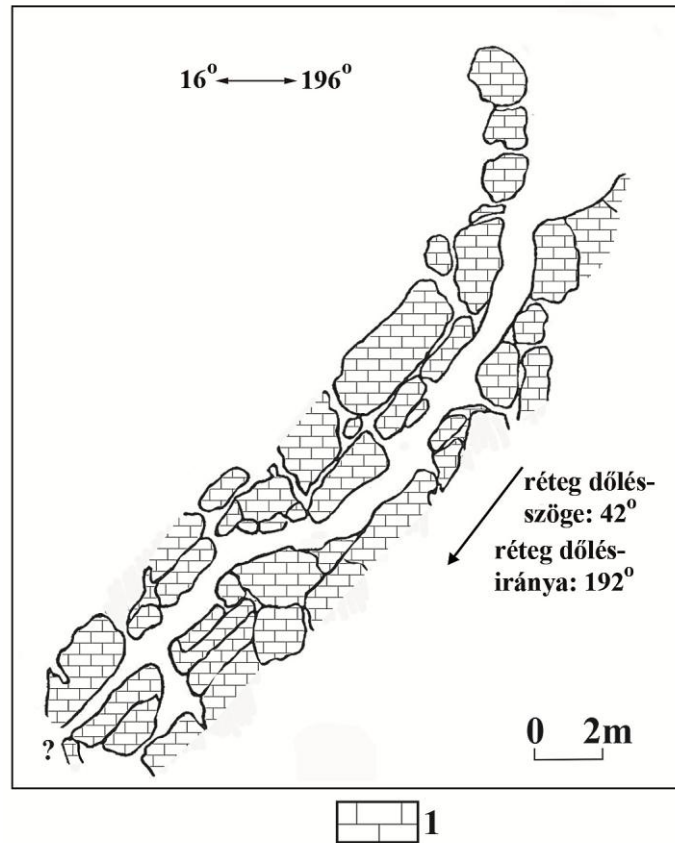 16° ⟷ 196°
réteg dőlés-
szöge: 42°
réteg dőlés-
iránya: 192°
?
0 2m
1